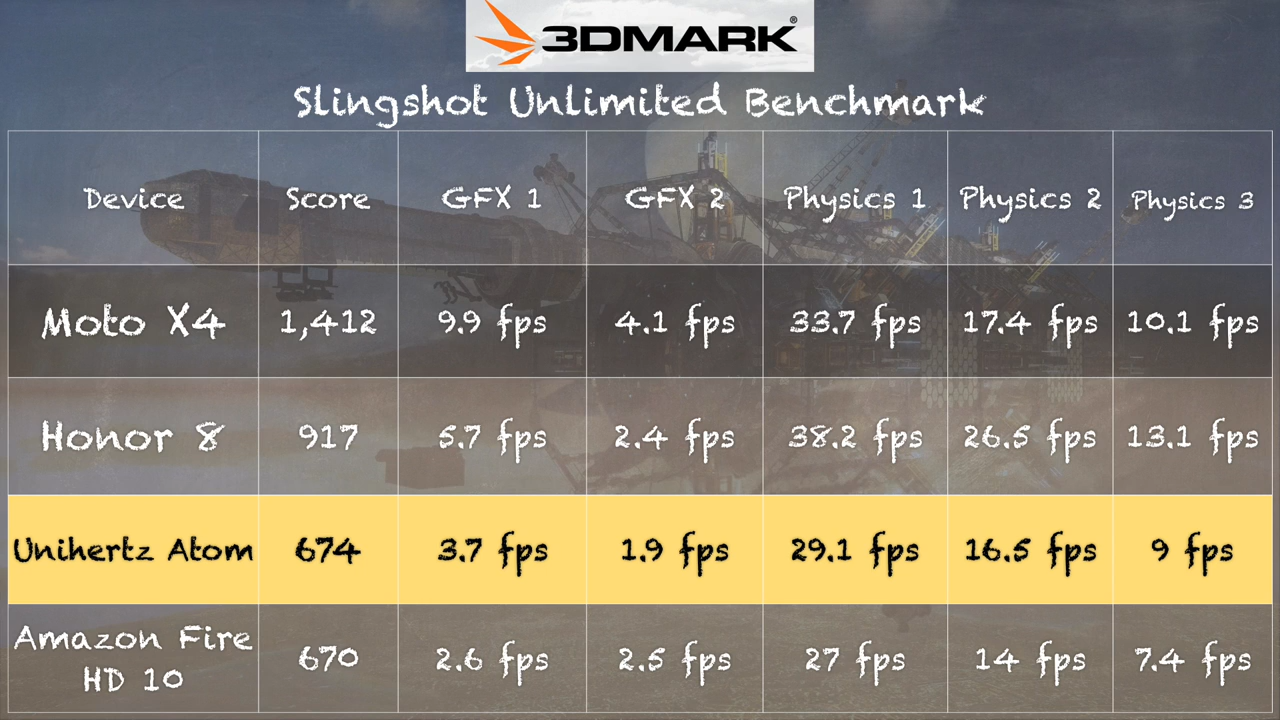 3DMARK®
Slingshot Unlimited Benchmark
Device Score GFX 1 GFX 2 Physics 1 Physics 2 Physics 3
Moto X4 1,412 9.9 fps 4.1 fps 33.7 fps 17.4 fps 10.1 fps
Honor 8 917 5.7 fps 2.4 fps 38.2 fps 26.5 fps 13.1 fps
Unihertz Atom 674 3.7 fps 1.9 fps 29.1 fps 16.5 fps 9 fps
Amazon Fire
HD 10 670 2.6 fps 2.5 fps 27 fps 14 fps 7.4 fps